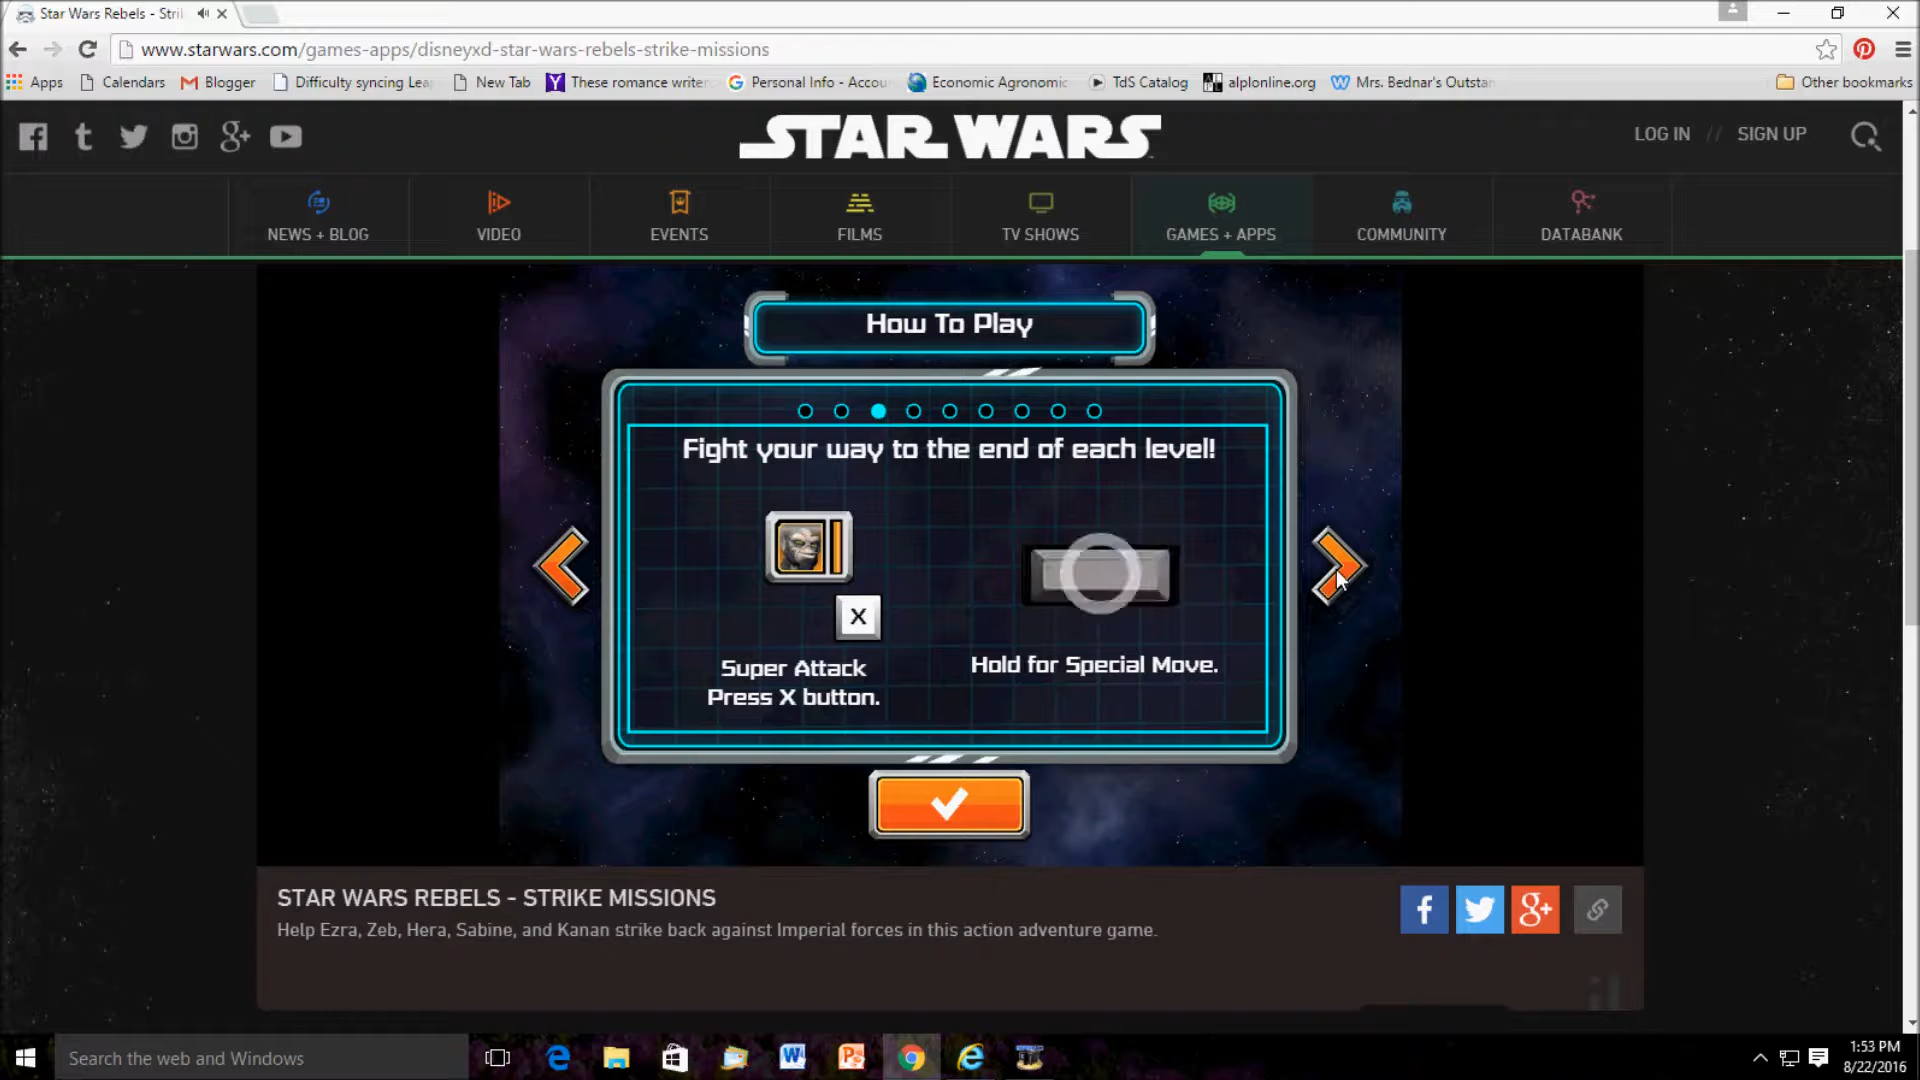 Star Wars Rebels - Stri
www.starwars.com/games-apps/disneyxd-star-wars-rebels-strike-missions
Apps Calendars Blogger Difficulty syncing Lea New Tab These romance writer Personal Info - Accou Economic Agronomic TdS Catalog alplonline.org Mrs. Bednar's Outstan Other bookmarks
STAR WARS
LOG IN // SIGN UP
NEWS + BLOG VIDEO EVENTS FILMS TV SHOWS GAMES + APPS COMMUNITY DATABANK
How To Play
Fight your way to the end of each level!
X
Super Attack
Press X button.
Hold for Special Move.
STAR WARS REBELS - STRIKE MISSIONS
Help Ezra, Zeb, Hera, Sabine, and Kanan strike back against Imperial forces in this action adventure game.
Search the web and Windows
1:53 PM
8/22/2016